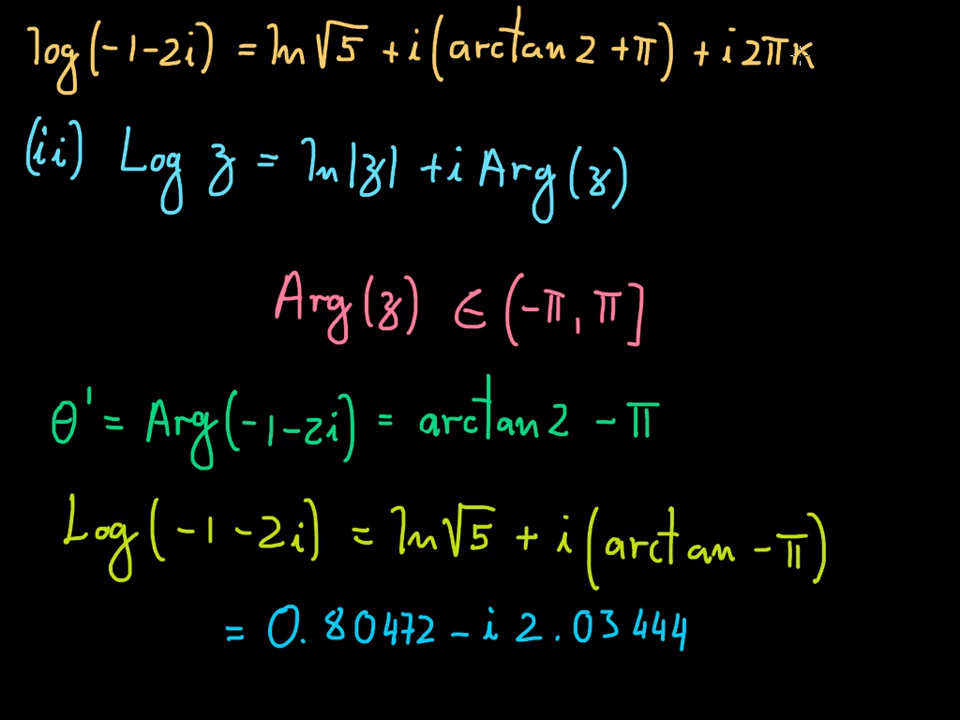 log(-1-2i) = ln√5 + i(arctan 2 + π) + i 2πκ
(ii) Log z = ln|z| + i Arg(z)
Arg(z) ∈ (-π, π]
θ' = Arg(-1-2i) = arctan 2 - π
Log(-1-2i) = ln√5 + i(arctan - π)
= 0.80472 - i 2.03444